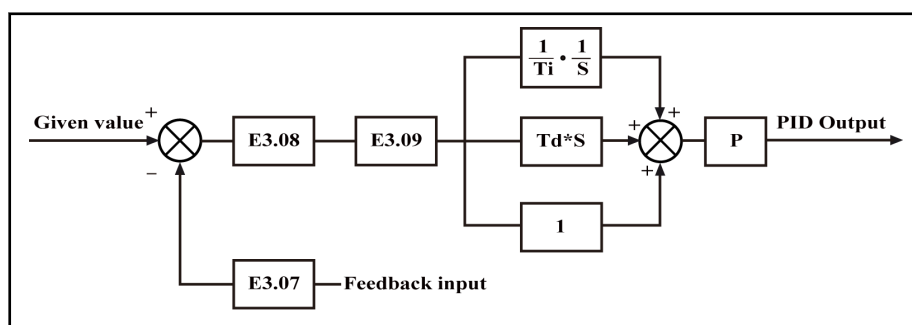 1/Ti · 1/S
+
+
Given value
+
E3.08
E3.09
Td*S
+
P
PID Output
−
+
1
E3.07
Feedback input